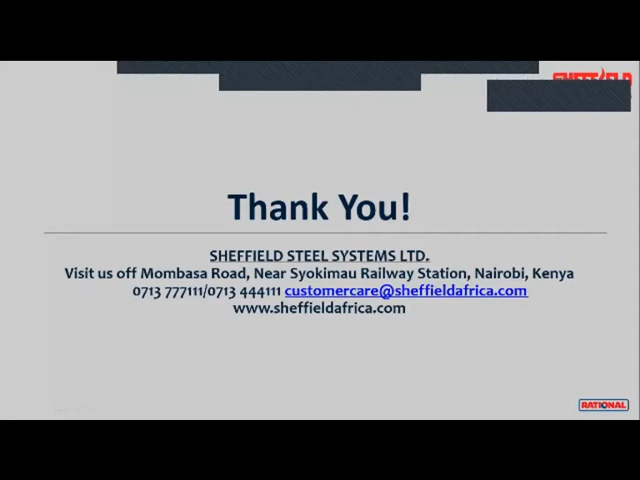 SHEFFIELD
Thank You!
SHEFFIELD STEEL SYSTEMS LTD.
Visit us off Mombasa Road, Near Syokimau Railway Station, Nairobi, Kenya
0713 777111/0713 444111 customercare@sheffieldafrica.com
www.sheffieldafrica.com
RATIONAL